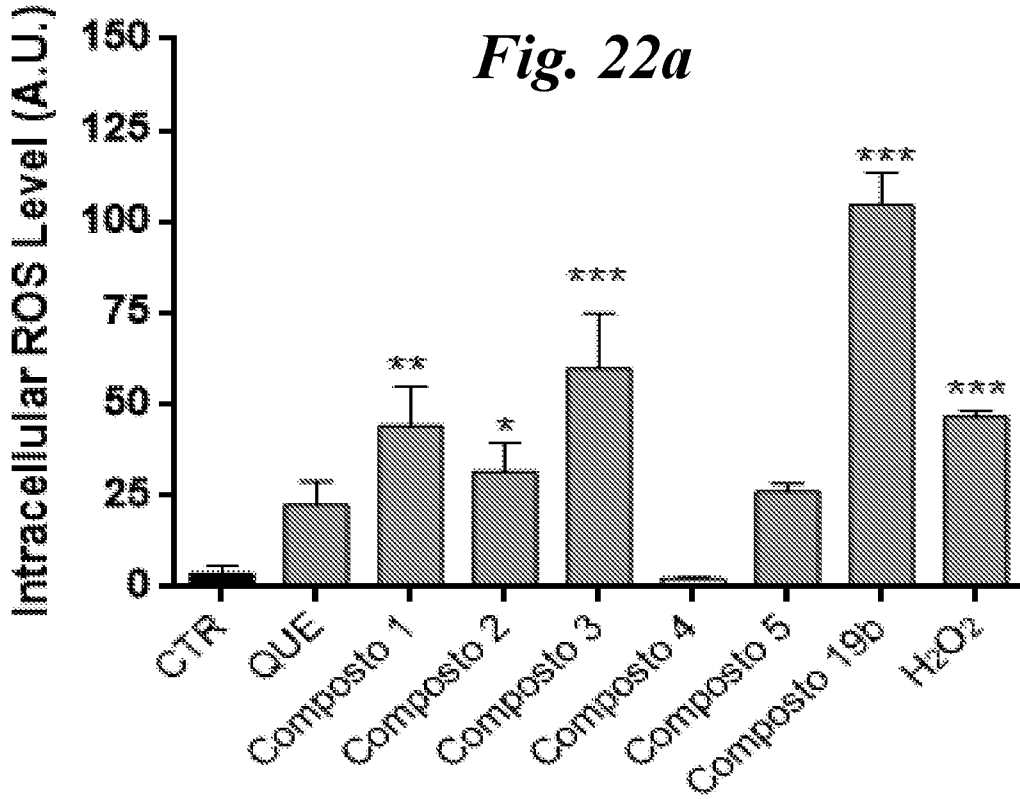 Fig. 22a
Intracellular ROS Level (A.U.)
150
125
100
75
50
25
0
**
*
***
***
***
CTR
QUE
Composto 1
Composto 2
Composto 3
Composto 4
Composto 5
Composto 19b
H₂O₂